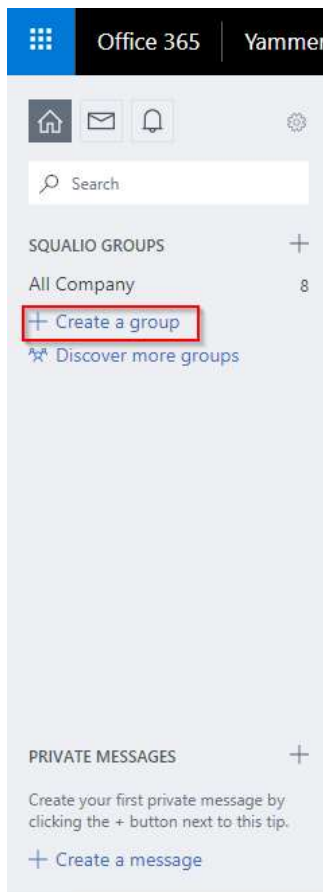 Office 365 Yammer
Search
SQUALIO GROUPS +
All Company 8
+ Create a group
Discover more groups
PRIVATE MESSAGES +
Create your first private message by
clicking the + button next to this tip.
+ Create a message